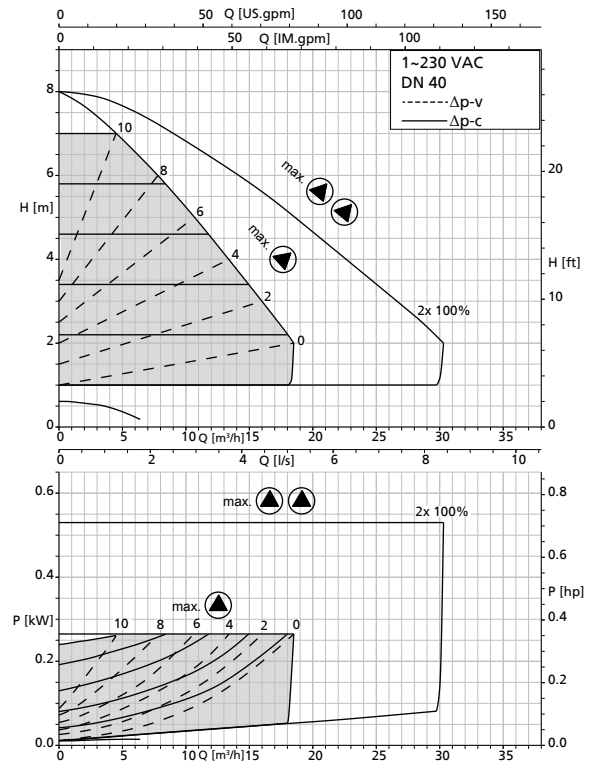 0 50 Q [US.gpm] 100 150
0 Q [IM.gpm] 50 100
1~230 VAC
DN 40
Δp-v
Δp-c
8
10
max.
8
6
20
H [m]
6
max.
4
4
H [ft]
2
10
2x 100%
2
0
0
0
0 5 10 Q [m³/h] 15 20 25 30 35
0 2 4 Q [l/s] 6 8 10
0.6
max.
2x 100%
0.8
0.6
0.4
max.
P [hp]
P [kW]
10 8 6 4 2 0
0.4
0.2
0.2
0.0
0.0
0 5 10 Q [m³/h] 15 20 25 30 35